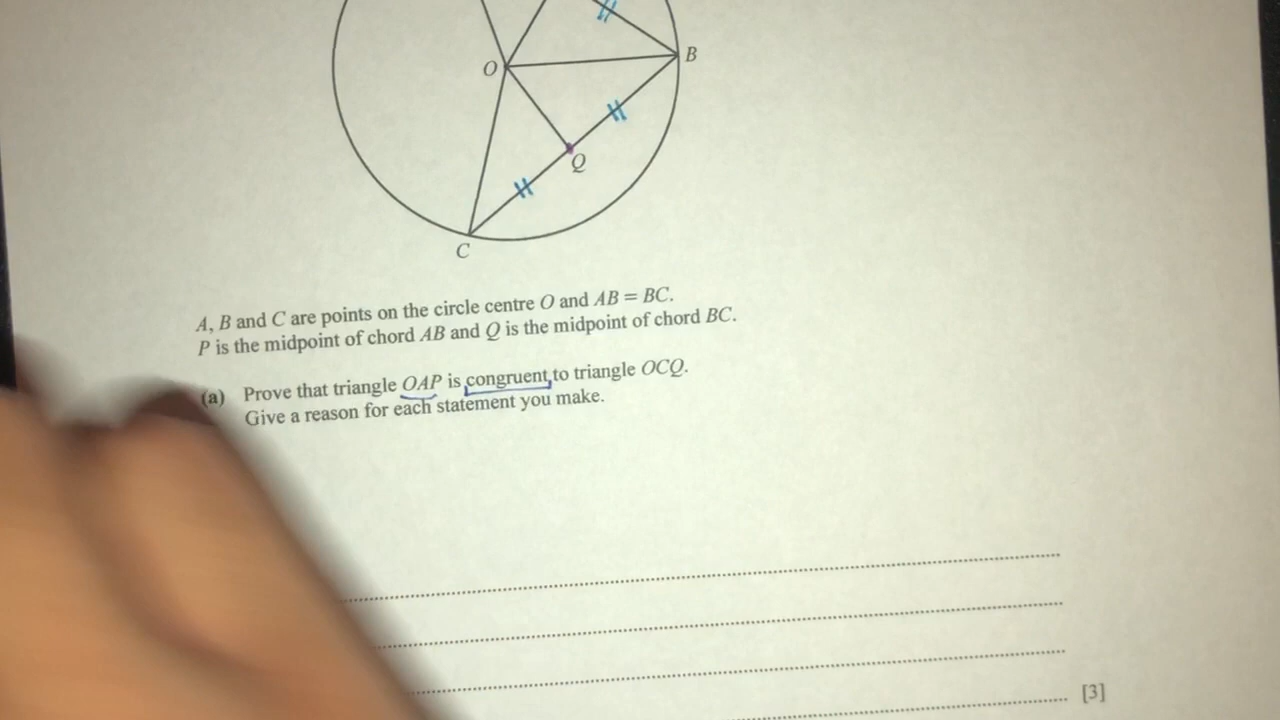 O
B
Q
C
A, B and C are points on the circle centre O and AB = BC.
P is the midpoint of chord AB and Q is the midpoint of chord BC.
(a) Prove that triangle OAP is congruent to triangle OCQ.
Give a reason for each statement you make.
[3]